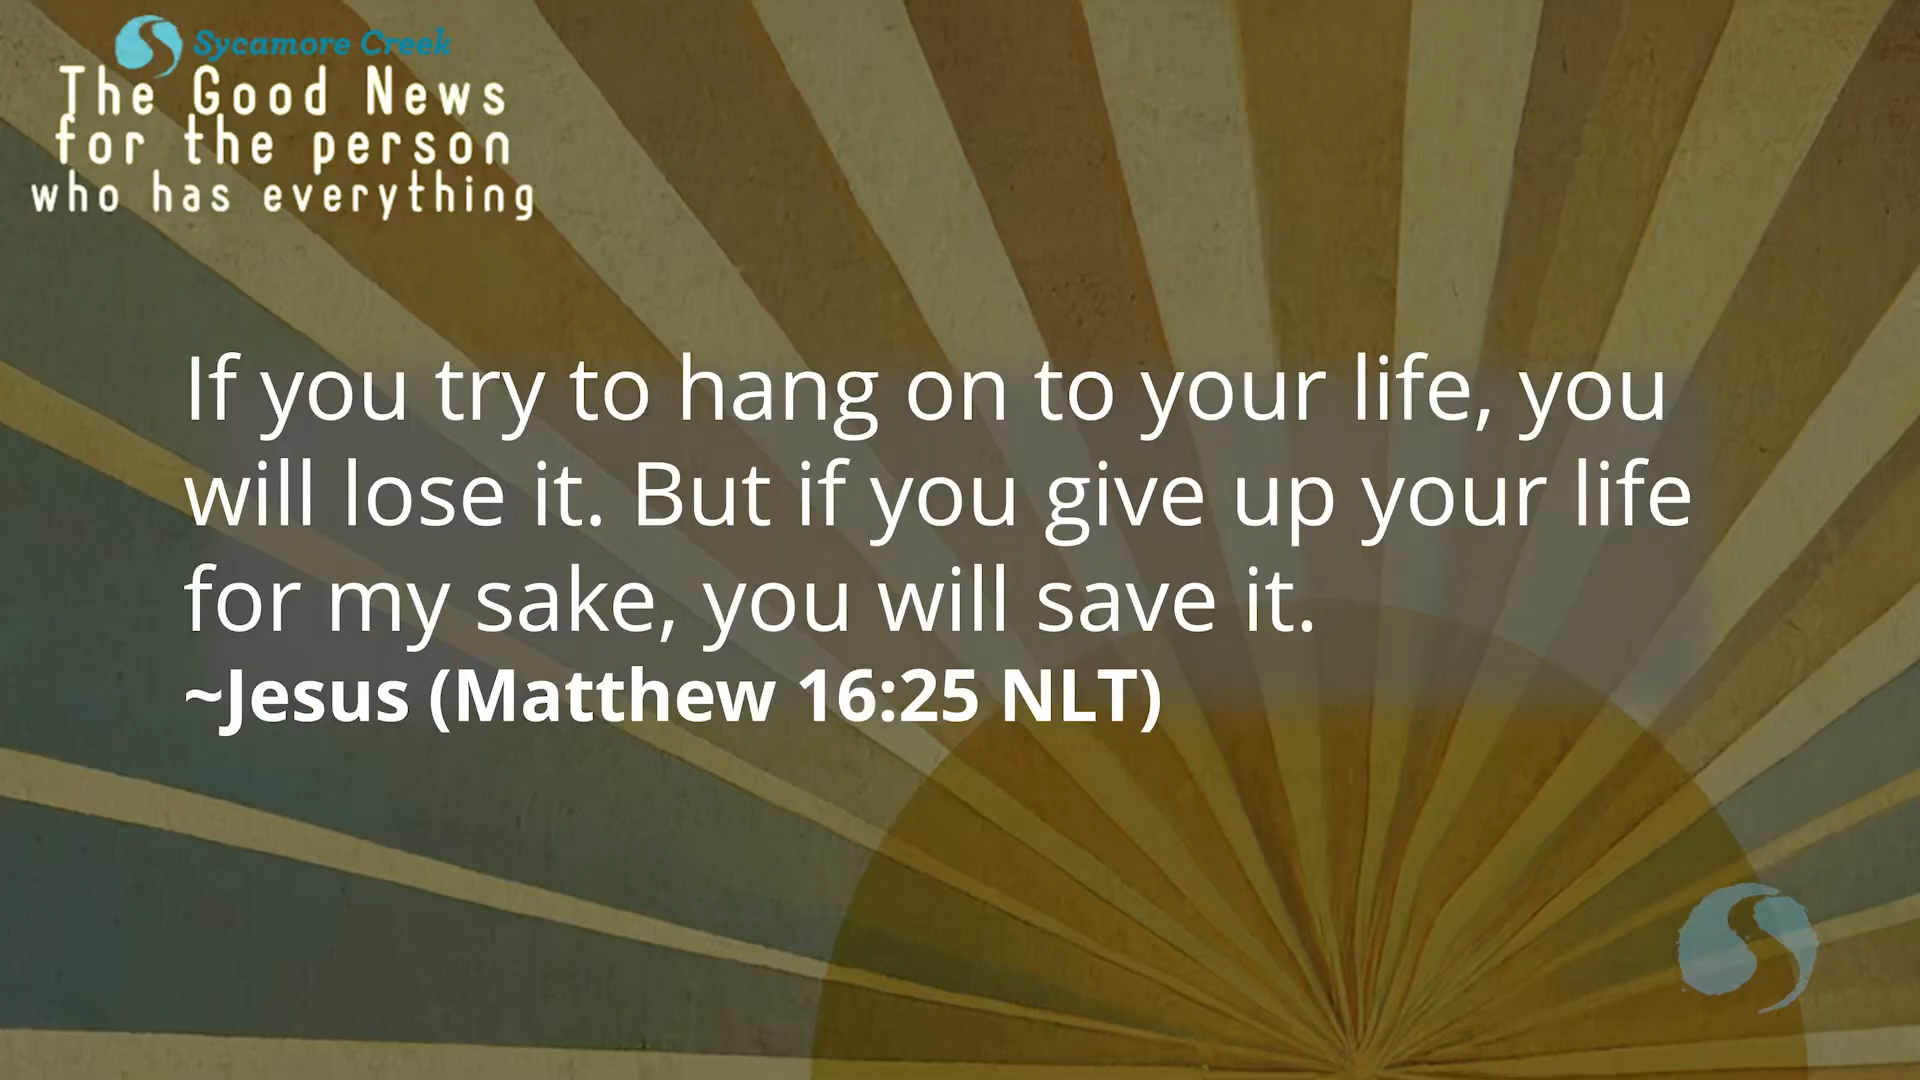 Sycamore Creek
The Good News
for the person
who has everything
If you try to hang on to your life, you
will lose it. But if you give up your life
for my sake, you will save it.
~Jesus (Matthew 16:25 NLT)